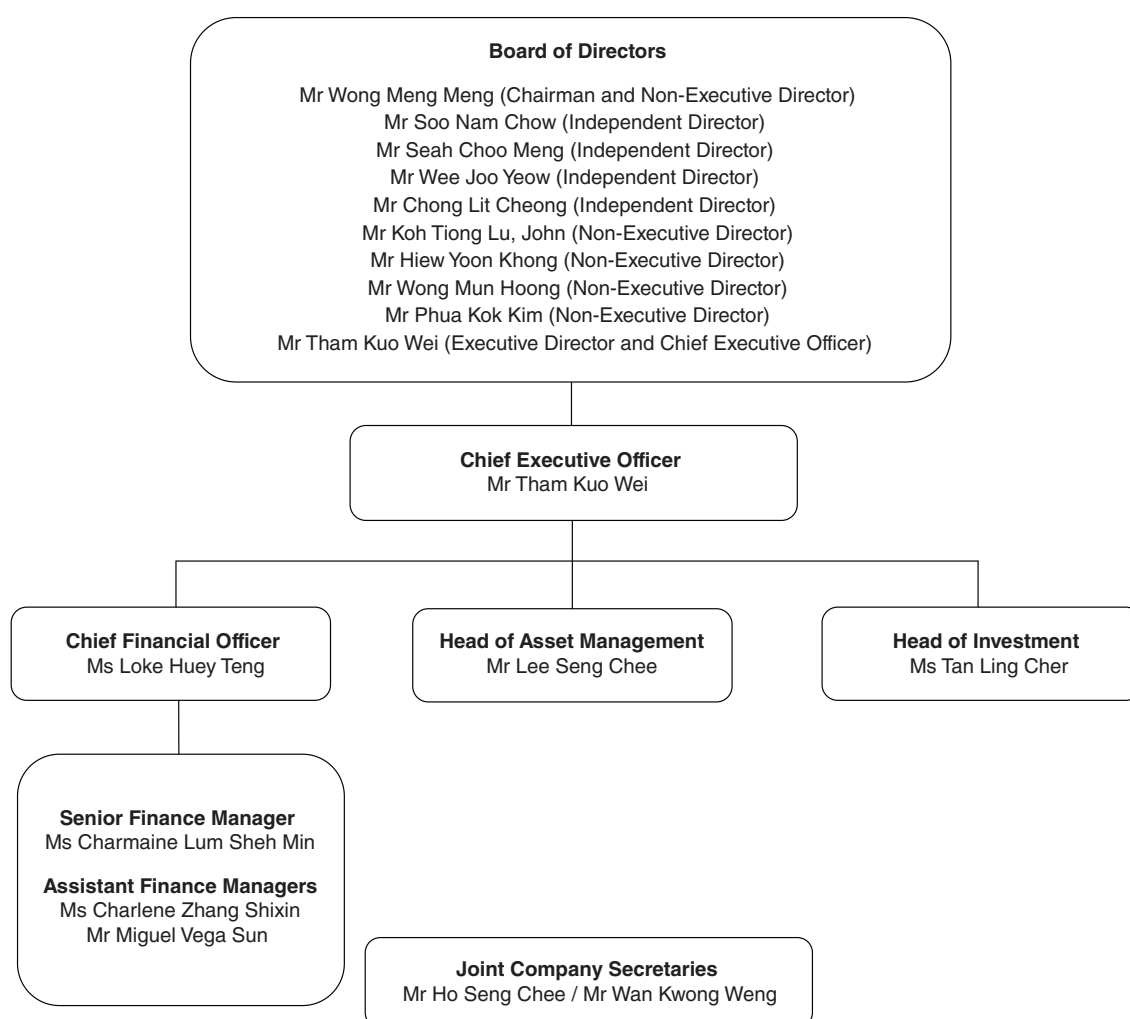 Board of Directors
Mr Wong Meng Meng (Chairman and Non-Executive Director)
Mr Soo Nam Chow (Independent Director)
Mr Seah Choo Meng (Independent Director)
Mr Wee Joo Yeow (Independent Director)
Mr Chong Lit Cheong (Independent Director)
Mr Koh Tiong Lu, John (Non-Executive Director)
Mr Hiew Yoon Khong (Non-Executive Director)
Mr Wong Mun Hoong (Non-Executive Director)
Mr Phua Kok Kim (Non-Executive Director)
Mr Tham Kuo Wei (Executive Director and Chief Executive Officer)
Chief Executive Officer
Mr Tham Kuo Wei
Chief Financial Officer
Ms Loke Huey Teng
Head of Asset Management
Mr Lee Seng Chee
Head of Investment
Ms Tan Ling Cher
Senior Finance Manager
Ms Charmaine Lum Sheh Min
Assistant Finance Managers
Ms Charlene Zhang Shixin
Mr Miguel Vega Sun
Joint Company Secretaries
Mr Ho Seng Chee / Mr Wan Kwong Weng